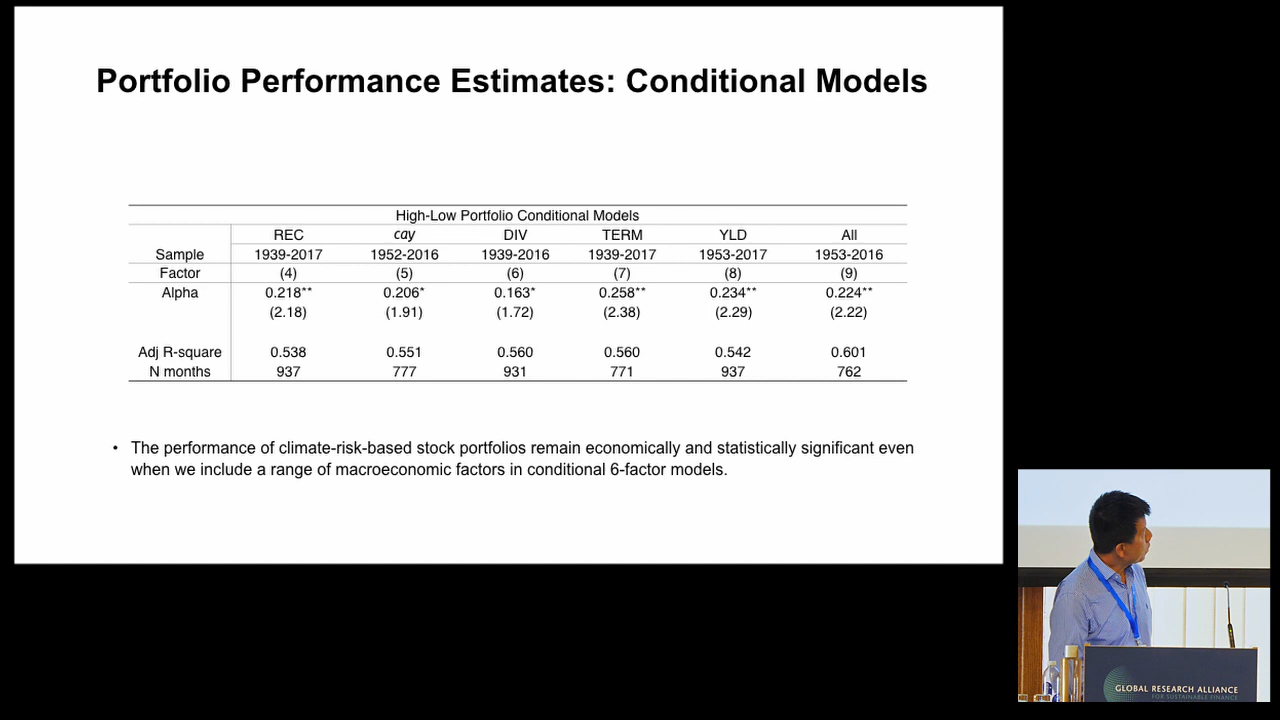 Portfolio Performance Estimates: Conditional Models
High-Low Portfolio Conditional Models
REC cay DIV TERM YLD All
Sample 1939-2017 1952-2016 1939-2016 1939-2017 1953-2017 1953-2016
Factor (4) (5) (6) (7) (8) (9)
Alpha 0.218** 0.206* 0.163* 0.258** 0.234** 0.224**
(2.18) (1.91) (1.72) (2.38) (2.29) (2.22)
Adj R-square 0.538 0.551 0.560 0.560 0.542 0.601
N months 937 777 931 771 937 762
• The performance of climate-risk-based stock portfolios remain economically and statistically significant even
when we include a range of macroeconomic factors in conditional 6-factor models.
GLOBAL RESEARCH ALLIANCE
FOR SUSTAINABLE FINANCE